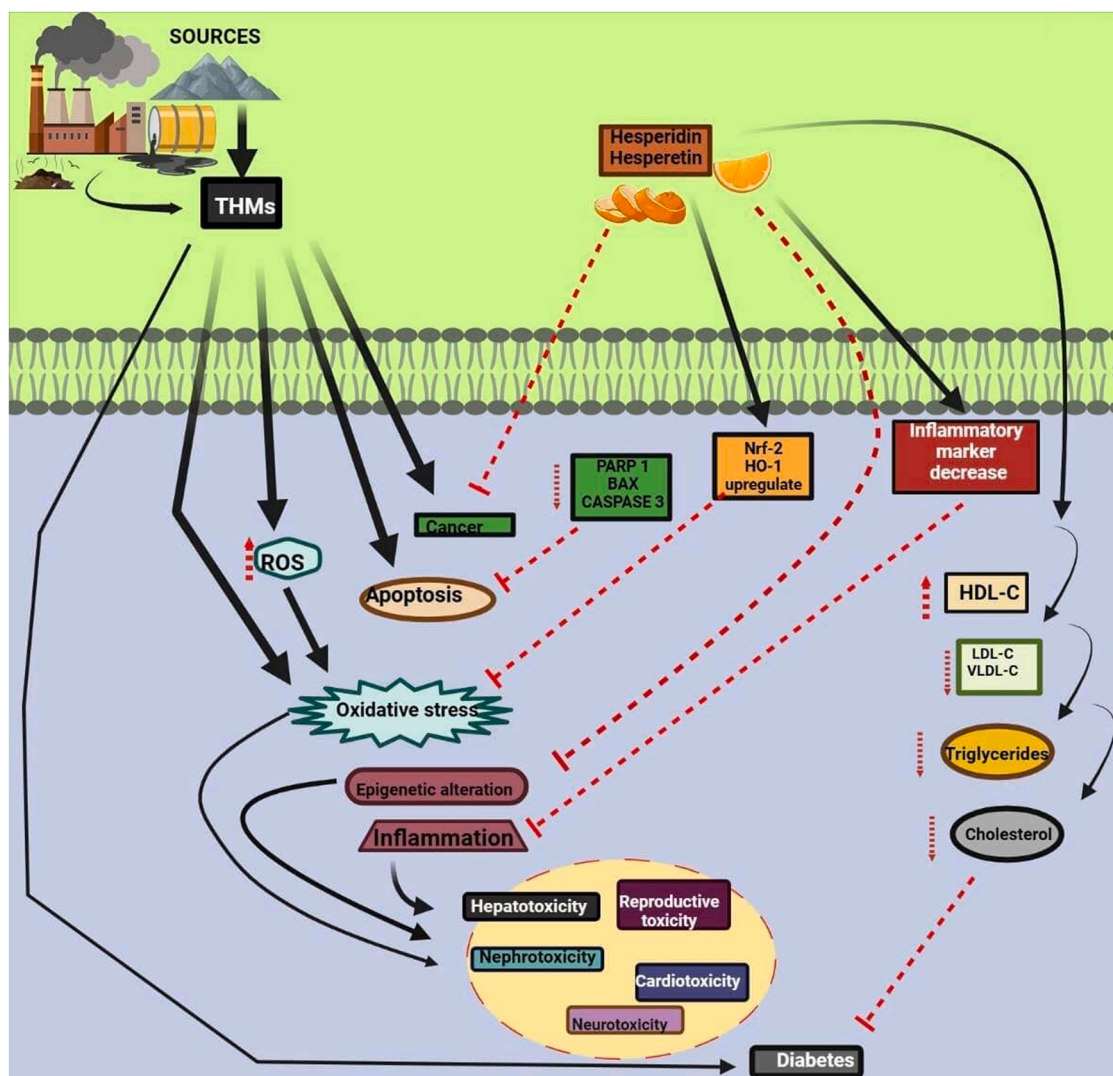 SOURCES
THMs
Hesperidin
Hesperetin
Nrf-2
HO-1
upregulate
Inflammatory
marker
decrease
PARP 1
BAX
CASPASE 3
Cancer
ROS
Apoptosis
HDL-C
LDL-C
VLDL-C
Oxidative stress
Triglycerides
Epigenetic alteration
Inflammation
Cholesterol
Hepatotoxicity
Reproductive
toxicity
Nephrotoxicity
Cardiotoxicity
Neurotoxicity
Diabetes